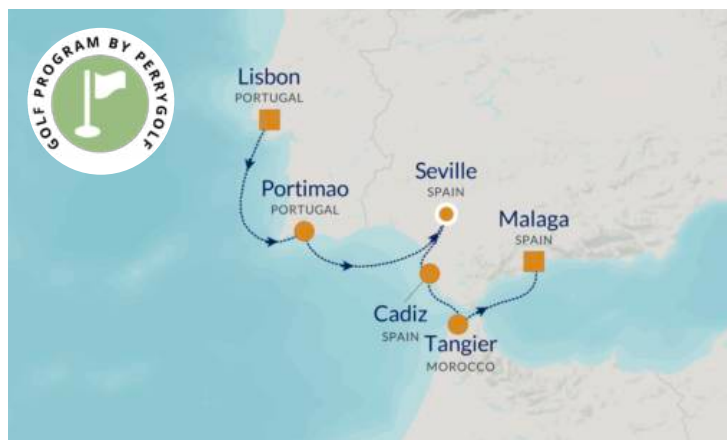 GOLF PROGRAM BY PERRYGOLF
Lisbon
PORTUGAL
Portimao
PORTUGAL
Seville
SPAIN
Malaga
SPAIN
Cadiz
SPAIN
Tangier
MOROCCO